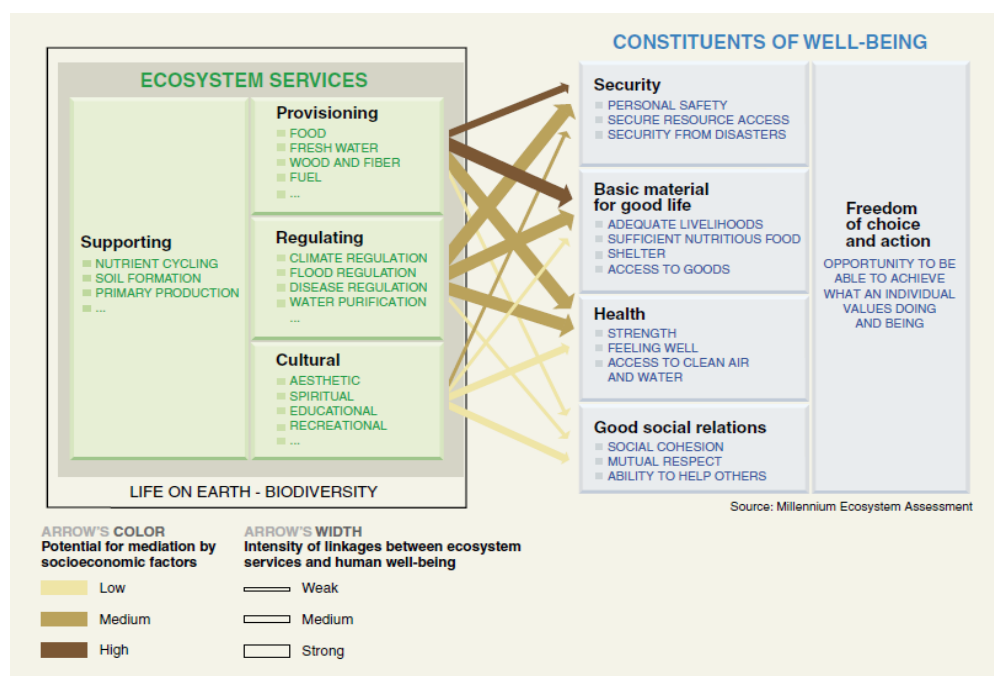 CONSTITUENTS OF WELL-BEING
ECOSYSTEM SERVICES
Supporting
NUTRIENT CYCLING
SOIL FORMATION
PRIMARY PRODUCTION
...
Provisioning
FOOD
FRESH WATER
WOOD AND FIBER
FUEL
...
Regulating
CLIMATE REGULATION
FLOOD REGULATION
DISEASE REGULATION
WATER PURIFICATION
...
Cultural
AESTHETIC
SPIRITUAL
EDUCATIONAL
RECREATIONAL
...
LIFE ON EARTH - BIODIVERSITY
Security
PERSONAL SAFETY
SECURE RESOURCE ACCESS
SECURITY FROM DISASTERS
Basic material
for good life
ADEQUATE LIVELIHOODS
SUFFICIENT NUTRITIOUS FOOD
SHELTER
ACCESS TO GOODS
Health
STRENGTH
FEELING WELL
ACCESS TO CLEAN AIR
AND WATER
Good social relations
SOCIAL COHESION
MUTUAL RESPECT
ABILITY TO HELP OTHERS
Freedom
of choice
and action
OPPORTUNITY TO BE
ABLE TO ACHIEVE
WHAT AN INDIVIDUAL
VALUES DOING
AND BEING
Source: Millennium Ecosystem Assessment
ARROW'S COLOR
Potential for mediation by
socioeconomic factors
Low
Medium
High
ARROW'S WIDTH
Intensity of linkages between ecosystem
services and human well-being
Weak
Medium
Strong